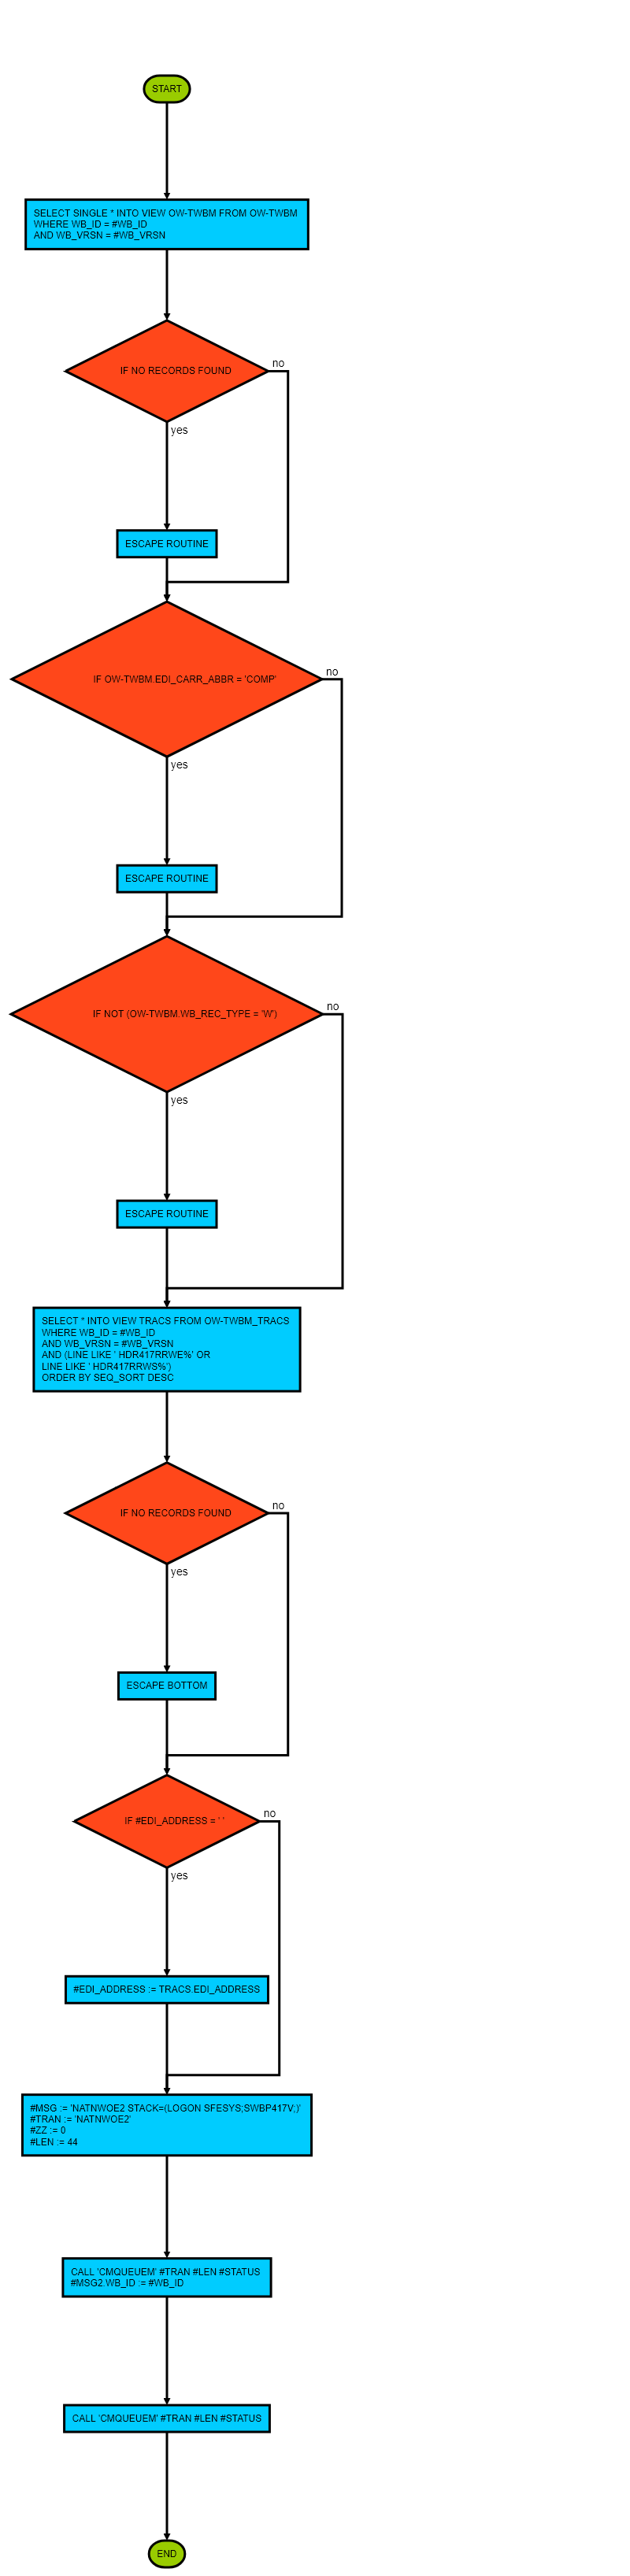 START
SELECT SINGLE * INTO VIEW OW-TWBM FROM OW-TWBM
WHERE WB_ID = #WB_ID
AND WB_VRSN = #WB_VRSN
IF NO RECORDS FOUND
no
yes
ESCAPE ROUTINE
IF OW-TWBM.EDI_CARR_ABBR = 'COMP'
no
yes
ESCAPE ROUTINE
IF NOT (OW-TWBM.WB_REC_TYPE = 'W')
no
yes
ESCAPE ROUTINE
SELECT * INTO VIEW TRACS FROM OW-TWBM_TRACS
WHERE WB_ID = #WB_ID
AND WB_VRSN = #WB_VRSN
AND (LINE LIKE ' HDR417RRWE%' OR
LINE LIKE ' HDR417RRWS%')
ORDER BY SEQ_SORT DESC
IF NO RECORDS FOUND
no
yes
ESCAPE BOTTOM
IF #EDI_ADDRESS = ' '
no
yes
#EDI_ADDRESS := TRACS.EDI_ADDRESS
#MSG := 'NATNWOE2 STACK=(LOGON SFESYS;SWBP417V;)'
#TRAN := 'NATNWOE2'
#ZZ := 0
#LEN := 44
CALL 'CMQUEUEM' #TRAN #LEN #STATUS
#MSG2.WB_ID := #WB_ID
CALL 'CMQUEUEM' #TRAN #LEN #STATUS
END